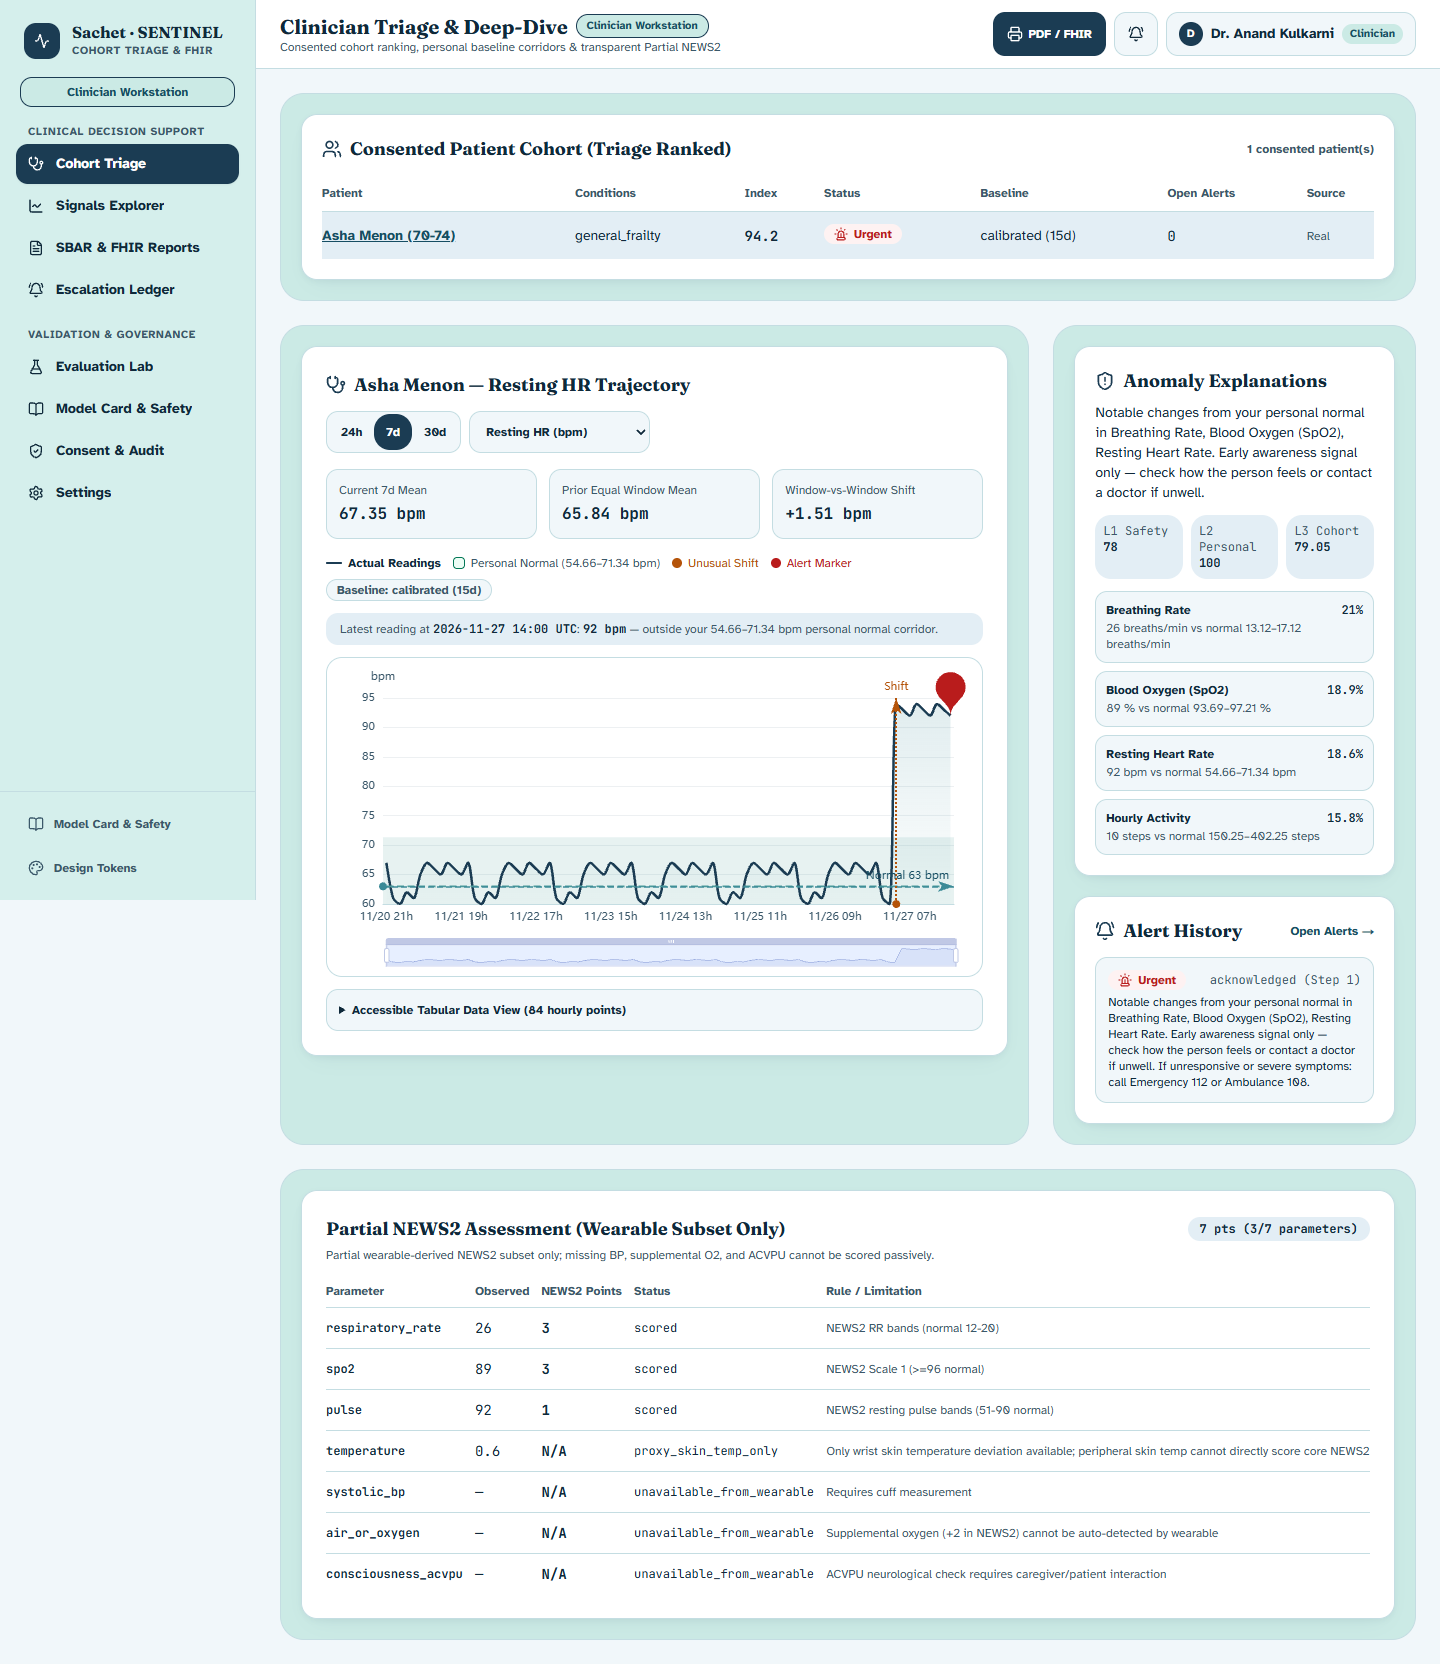 Sachet · SENTINEL
COHORT TRIAGE & FHIR
Clinician Workstation
CLINICAL DECISION SUPPORT
Cohort Triage
Signals Explorer
SBAR & FHIR Reports
Escalation Ledger
VALIDATION & GOVERNANCE
Evaluation Lab
Model Card & Safety
Consent & Audit
Settings
Model Card & Safety
Design Tokens
Clinician Triage & Deep-Dive Clinician Workstation
Consented cohort ranking, personal baseline corridors & transparent Partial NEWS2
PDF / FHIR
D Dr. Anand Kulkarni Clinician
Consented Patient Cohort (Triage Ranked)
1 consented patient(s)
Patient Conditions Index Status Baseline Open Alerts Source
Asha Menon (70-74) general_frailty 94.2 Urgent calibrated (15d) 0 Real
Asha Menon — Resting HR Trajectory
24h 7d 30d Resting HR (bpm)
Current 7d Mean
67.35 bpm
Prior Equal Window Mean
65.84 bpm
Window-vs-Window Shift
+1.51 bpm
Actual Readings Personal Normal (54.66–71.34 bpm) Unusual Shift Alert Marker
Baseline: calibrated (15d)
Latest reading at 2026-11-27 14:00 UTC: 92 bpm — outside your 54.66–71.34 bpm personal normal corridor.
bpm
Shift
95
90
85
80
75
70
65
60
Normal 63 bpm
11/20 21h 11/21 19h 11/22 17h 11/23 15h 11/24 13h 11/25 11h 11/26 09h 11/27 07h
Accessible Tabular Data View (84 hourly points)
Anomaly Explanations
Notable changes from your personal normal
in Breathing Rate, Blood Oxygen (SpO2),
Resting Heart Rate. Early awareness signal
only — check how the person feels or contact
a doctor if unwell.
L1 Safety
78
L2
Personal
100
L3 Cohort
79.05
Breathing Rate 21%
26 breaths/min vs normal 13.12–17.12
breaths/min
Blood Oxygen (SpO2) 18.9%
89 % vs normal 93.69–97.21 %
Resting Heart Rate 18.6%
92 bpm vs normal 54.66–71.34 bpm
Hourly Activity 15.8%
10 steps vs normal 150.25–402.25 steps
Alert History Open Alerts →
Urgent acknowledged (Step 1)
Notable changes from your personal normal in
Breathing Rate, Blood Oxygen (SpO2), Resting
Heart Rate. Early awareness signal only —
check how the person feels or contact a doctor
if unwell. If unresponsive or severe symptoms:
call Emergency 112 or Ambulance 108.
Partial NEWS2 Assessment (Wearable Subset Only)
7 pts (3/7 parameters)
Partial wearable-derived NEWS2 subset only; missing BP, supplemental O2, and ACVPU cannot be scored passively.
Parameter Observed NEWS2 Points Status Rule / Limitation
respiratory_rate 26 3 scored NEWS2 RR bands (normal 12-20)
spo2 89 3 scored NEWS2 Scale 1 (>=96 normal)
pulse 92 1 scored NEWS2 resting pulse bands (51-90 normal)
temperature 0.6 N/A proxy_skin_temp_only Only wrist skin temperature deviation available; peripheral skin temp cannot directly score core NEWS2
systolic_bp — N/A unavailable_from_wearable Requires cuff measurement
air_or_oxygen — N/A unavailable_from_wearable Supplemental oxygen (+2 in NEWS2) cannot be auto-detected by wearable
consciousness_acvpu — N/A unavailable_from_wearable ACVPU neurological check requires caregiver/patient interaction